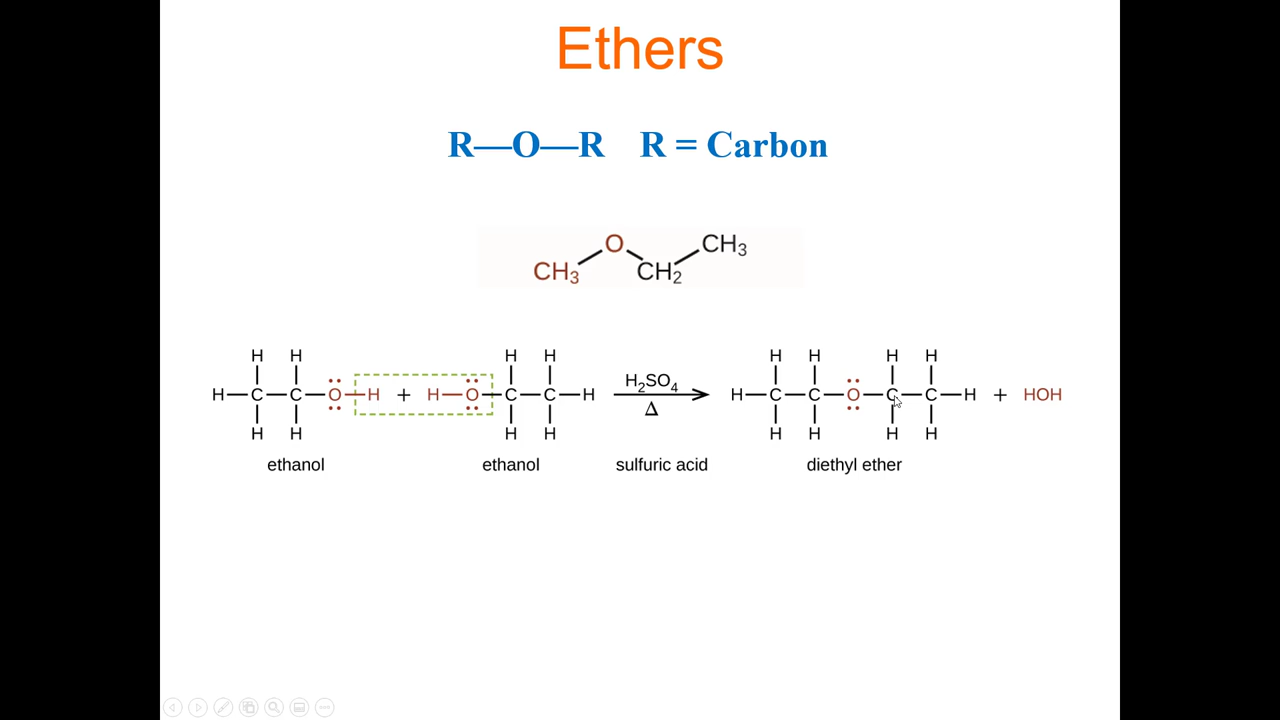 Ethers
R—O—R R = Carbon
O CH3
CH3 CH2
H H H H H H H H
H—C—C—O—H + H—O—C—C—H H2SO4 H—C—C—O—C—C—H + HOH
Δ
H H H H H H H H
ethanol ethanol sulfuric acid diethyl ether